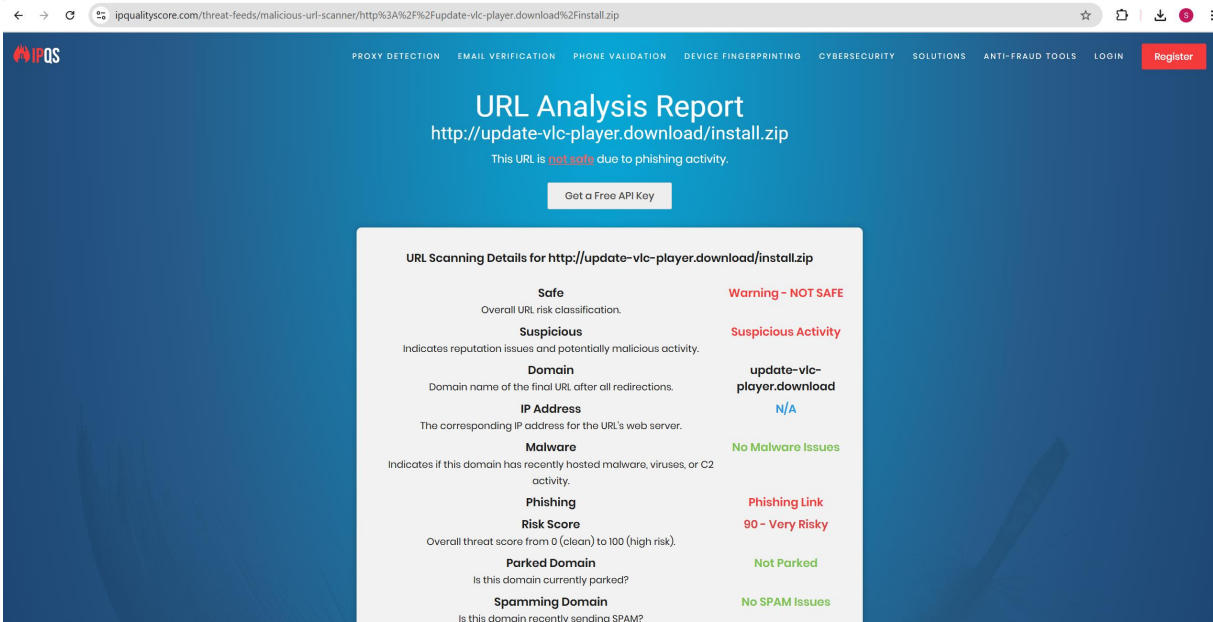 ipqualityscore.com/threat-feeds/malicious-url-scanner/http%3A%2F%2Fupdate-vlc-player.download%2Finstall.zip
S
IPQS
PROXY DETECTION EMAIL VERIFICATION PHONE VALIDATION DEVICE FINGERPRINTING CYBERSECURITY SOLUTIONS ANTI-FRAUD TOOLS LOGIN Register
URL Analysis Report
http://update-vlc-player.download/install.zip
This URL is not safe due to phishing activity.
Get a Free API Key
URL Scanning Details for http://update-vlc-player.download/install.zip
Safe Warning - NOT SAFE
Overall URL risk classification.
Suspicious Suspicious Activity
Indicates reputation issues and potentially malicious activity.
Domain update-vlc-
Domain name of the final URL after all redirections. player.download
IP Address N/A
The corresponding IP address for the URL's web server.
Malware No Malware Issues
Indicates if this domain has recently hosted malware, viruses, or C2
activity.
Phishing Phishing Link
Risk Score 90 - Very Risky
Overall threat score from 0 (clean) to 100 (high risk).
Parked Domain Not Parked
Is this domain currently parked?
Spamming Domain No SPAM Issues
Is this domain recently sending SPAM?